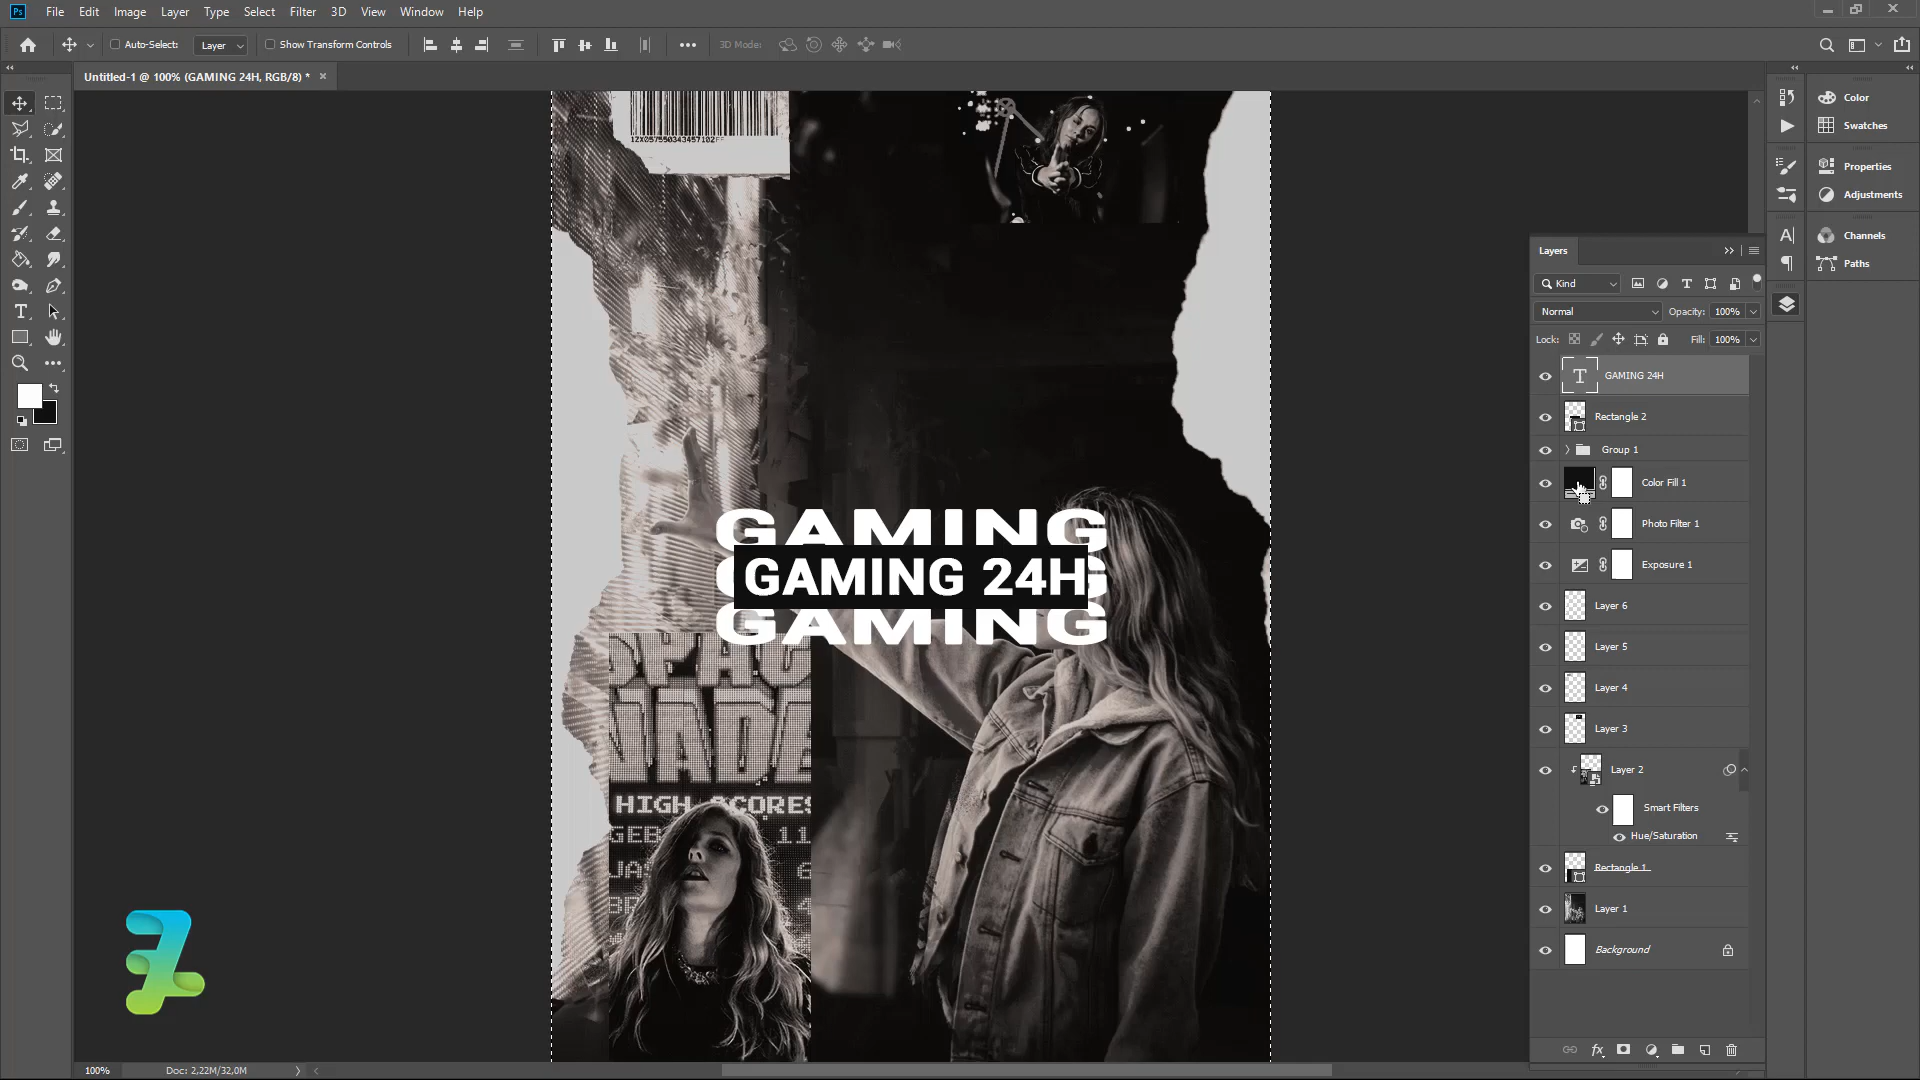 Ps File Edit Image Layer Type Select Filter 3D View Window Help
Auto-Select: Layer Show Transform Controls 3D Mode:
Untitled-1 @ 100% (GAMING 24H, RGB/8) * ×
1ZX05755034345710ZFF
GAMING
GAMING 24H
GAMING
HIGH SCORES
Color
Swatches
Properties
Adjustments
Channels
Paths
Layers
Kind
Normal Opacity: 100%
Lock: Fill: 100%
GAMING 24H
Rectangle 2
Group 1
Color Fill 1
Photo Filter 1
Exposure 1
Layer 6
Layer 5
Layer 4
Layer 3
Layer 2
Smart Filters
Hue/Saturation
Rectangle 1
Layer 1
Background
fx
100% Doc: 2,22M/32,0M